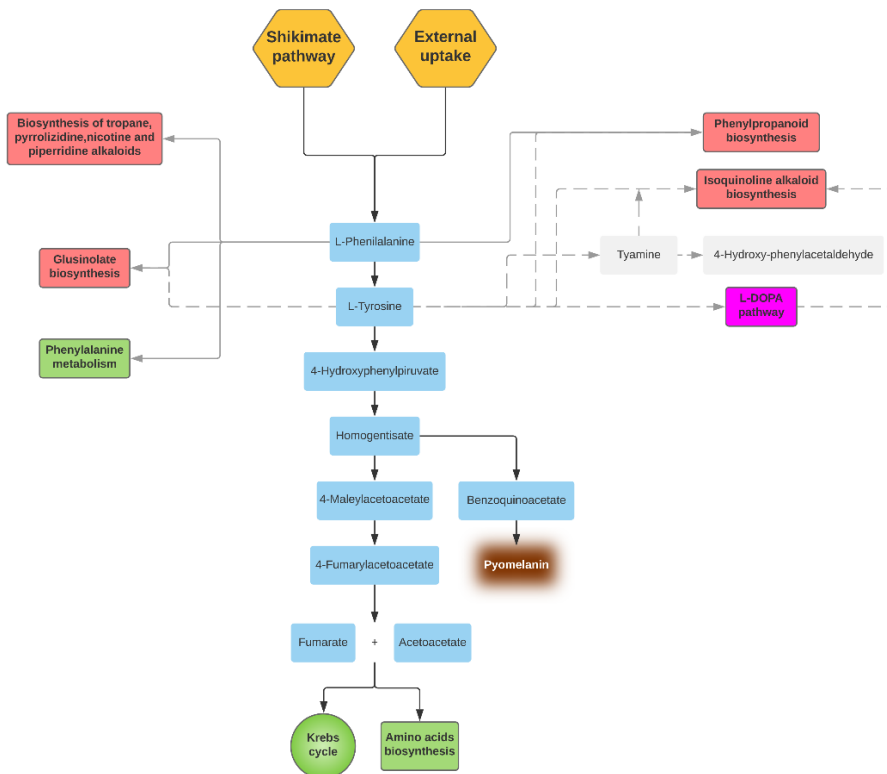 Shikimate
pathway
External
uptake
Biosynthesis of tropane,
pyrrolizidine,nicotine and
piperridine alkaloids
Phenylpropanoid
biosynthesis
Isoquinoline alkaloid
biosynthesis
L-Phenilalanine
Glusinolate
biosynthesis
Tyamine
4-Hydroxy-phenylacetaldehyde
L-Tyrosine
L-DOPA
pathway
Phenylalanine
metabolism
4-Hydroxyphenylpiruvate
Homogentisate
4-Maleylacetoacetate
Benzoquinoacetate
4-Fumarylacetoacetate
Pyomelanin
Fumarate + Acetoacetate
Krebs
cycle
Amino acids
biosynthesis